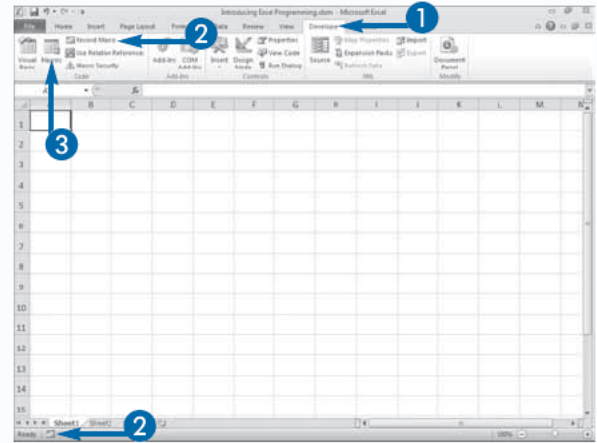 Introducing Excel Programming.xlsm - Microsoft Excel
File Home Insert Page Layout Data Review View Developer
1
Record Macro 2 Properties Map Properties Import
Use Relative References View Code Expansion Packs Export
Visual Basic Macros Macro Security Add-Ins COM Add-Ins Insert Design Mode Run Dialog Source Refresh Data Document Panel
Code Add-Ins Controls XML Modify
fx
B C D E F G H I J K L M N
1
2
3
3
4
5
6
7
8
9
10
11
12
13
14
15
Sheet1 Sheet2
Ready 2 100%